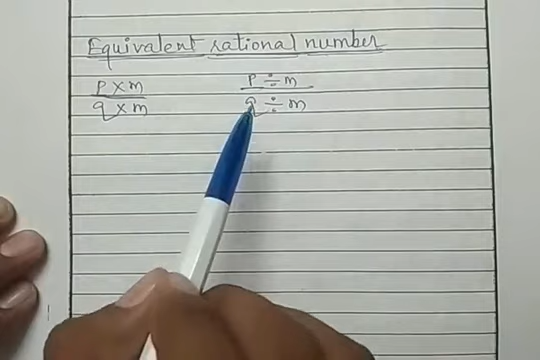 Equivalent rational number
p × m p ÷ m
q × m q ÷ m